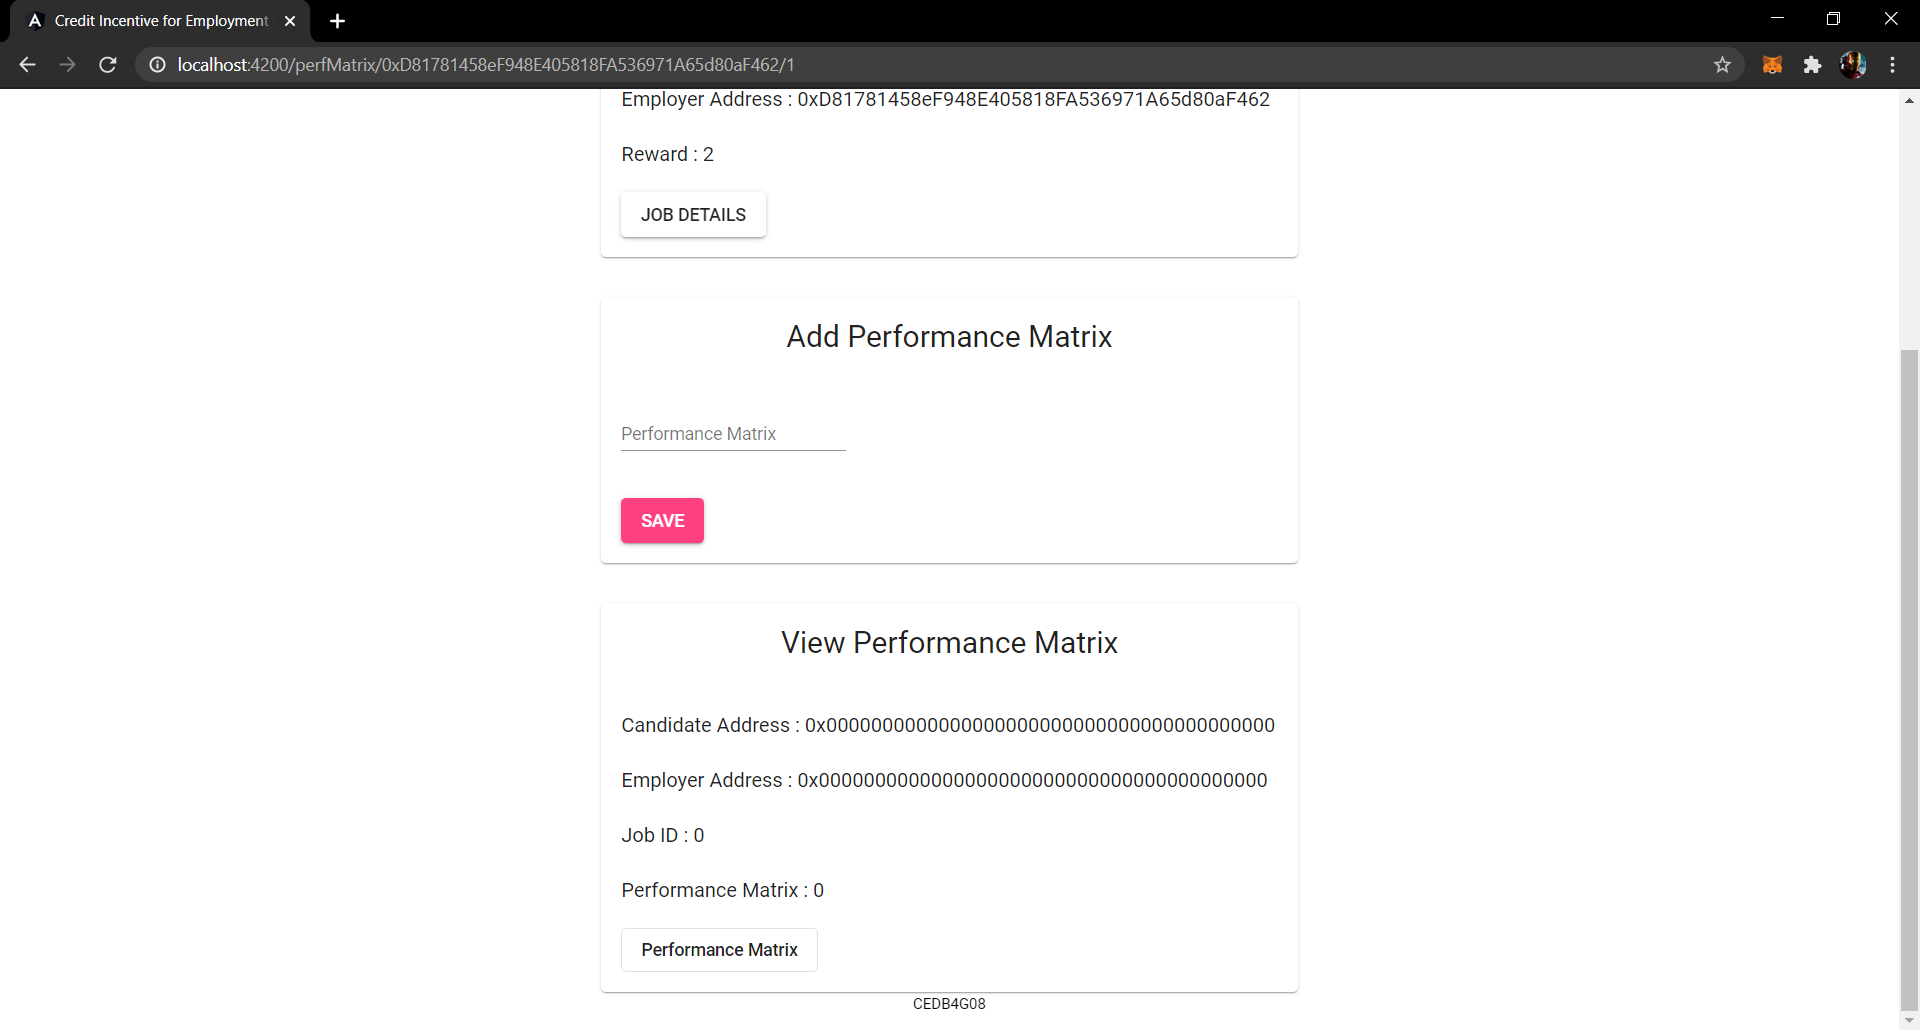 Credit Incentive for Employment
localhost:4200/perfMatrix/0xD81781458eF948E405818FA536971A65d80aF462/1
Employer Address : 0xD81781458eF948E405818FA536971A65d80aF462
Reward : 2
JOB DETAILS
Add Performance Matrix
Performance Matrix
SAVE
View Performance Matrix
Candidate Address : 0x0000000000000000000000000000000000000000
Employer Address : 0x0000000000000000000000000000000000000000
Job ID : 0
Performance Matrix : 0
Performance Matrix
CEDB4G08